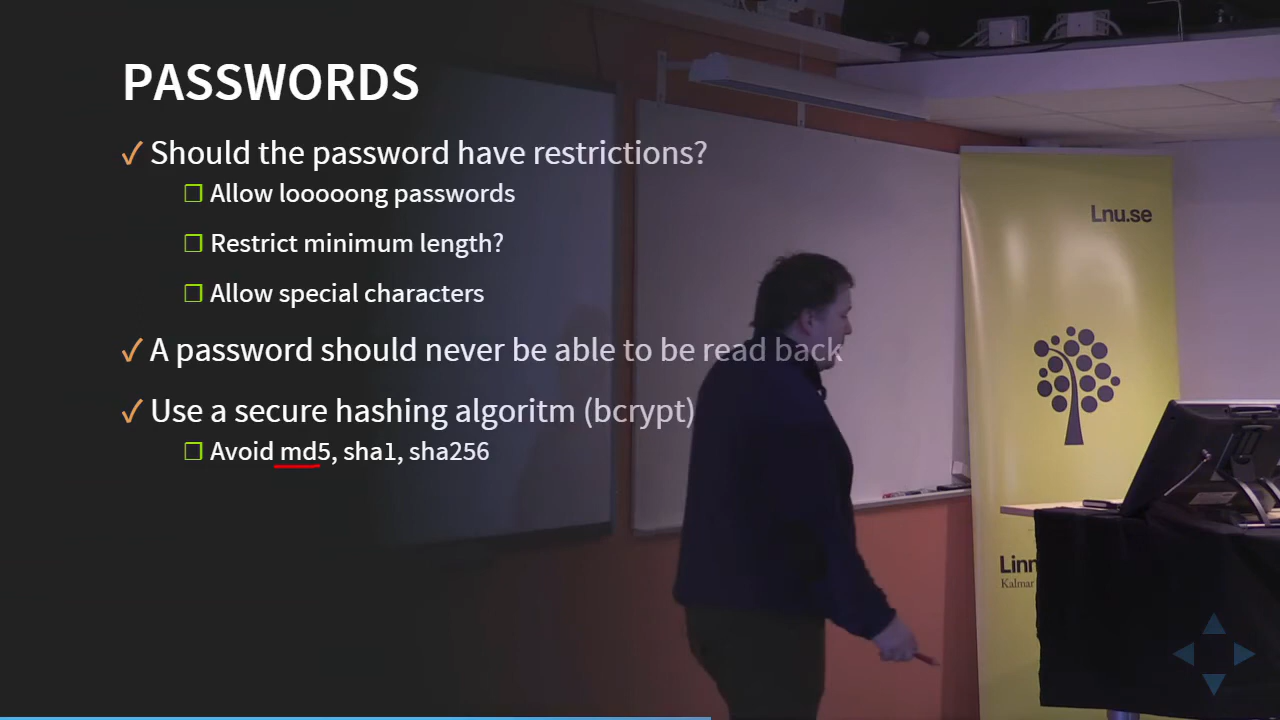 PASSWORDS
✓ Should the password have restrictions?
❒ Allow looooong passwords
❒ Restrict minimum length?
❒ Allow special characters
✓ A password should never be able to be read back
✓ Use a secure hashing algoritm (bcrypt)
❒ Avoid md5, sha1, sha256
Lnu.se
Kalmar